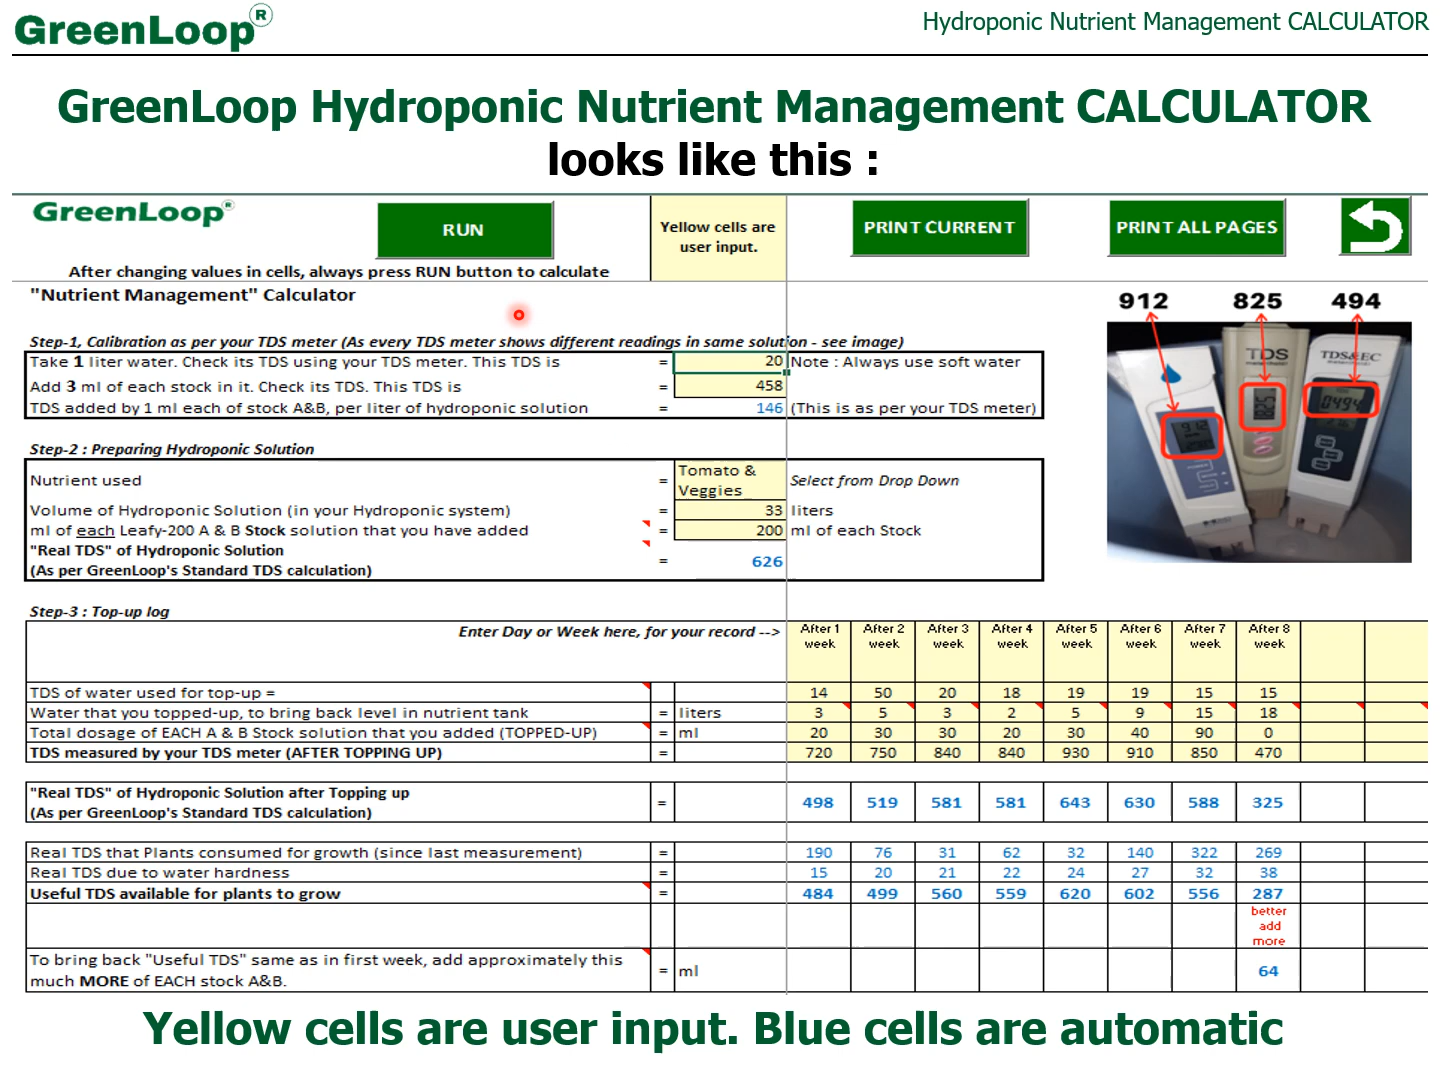 GreenLoop®
Hydroponic Nutrient Management CALCULATOR
GreenLoop Hydroponic Nutrient Management CALCULATOR
looks like this :
GreenLoop®
RUN
Yellow cells are
user input.
PRINT CURRENT
PRINT ALL PAGES
After changing values in cells, always press RUN button to calculate
"Nutrient Management" Calculator
912 825 494
Step-1, Calibration as per your TDS meter (As every TDS meter shows different readings in same solution - see image)
Take 1 liter water. Check its TDS using your TDS meter. This TDS is = 20 Note : Always use soft water
Add 3 ml of each stock in it. Check its TDS. This TDS is = 458
TDS added by 1 ml each of stock A&B, per liter of hydroponic solution = 146 (This is as per your TDS meter)
TDS
TDS&EC
912
825
0494
Step-2 : Preparing Hydroponic Solution
Nutrient used = Tomato & Veggies Select from Drop Down
Volume of Hydroponic Solution (in your Hydroponic system) = 33 liters
ml of each Leafy-200 A & B Stock solution that you have added = 200 ml of each Stock
"Real TDS" of Hydroponic Solution
(As per GreenLoop's Standard TDS calculation) = 626
Step-3 : Top-up log
Enter Day or Week here, for your record --> After 1 week After 2 week After 3 week After 4 week After 5 week After 6 week After 7 week After 8 week
TDS of water used for top-up = 14 50 20 18 19 19 15 15
Water that you topped-up, to bring back level in nutrient tank = liters 3 5 3 2 5 9 15 18
Total dosage of EACH A & B Stock solution that you added (TOPPED-UP) = ml 20 30 30 20 30 40 90 0
TDS measured by your TDS meter (AFTER TOPPING UP) = 720 750 840 840 930 910 850 470
"Real TDS" of Hydroponic Solution after Topping up
(As per GreenLoop's Standard TDS calculation) = 498 519 581 581 643 630 588 325
Real TDS that Plants consumed for growth (since last measurement) = 190 76 31 62 32 140 322 269
Real TDS due to water hardness = 15 20 21 22 24 27 32 38
Useful TDS available for plants to grow = 484 499 560 559 620 602 556 287
better
add
more
To bring back "Useful TDS" same as in first week, add approximately this
much MORE of EACH stock A&B. = ml 64
Yellow cells are user input. Blue cells are automatic